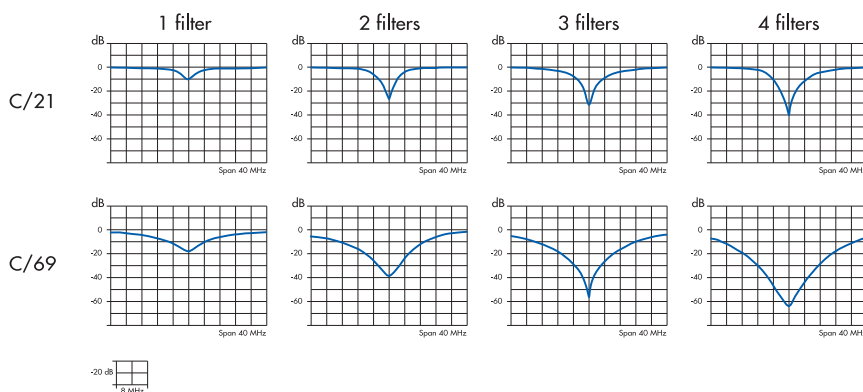 1 filter 2 filters 3 filters 4 filters
dB dB dB dB
C/21
0 0 0 0
-20 -20 -20 -20
-40 -40 -40 -40
-60 -60 -60 -60
Span 40 MHz Span 40 MHz Span 40 MHz Span 40 MHz
dB dB dB dB
C/69
0 0 0 0
-20 -20 -20 -20
-40 -40 -40 -40
-60 -60 -60 -60
Span 40 MHz Span 40 MHz Span 40 MHz Span 40 MHz
-20 dB
8 MHz